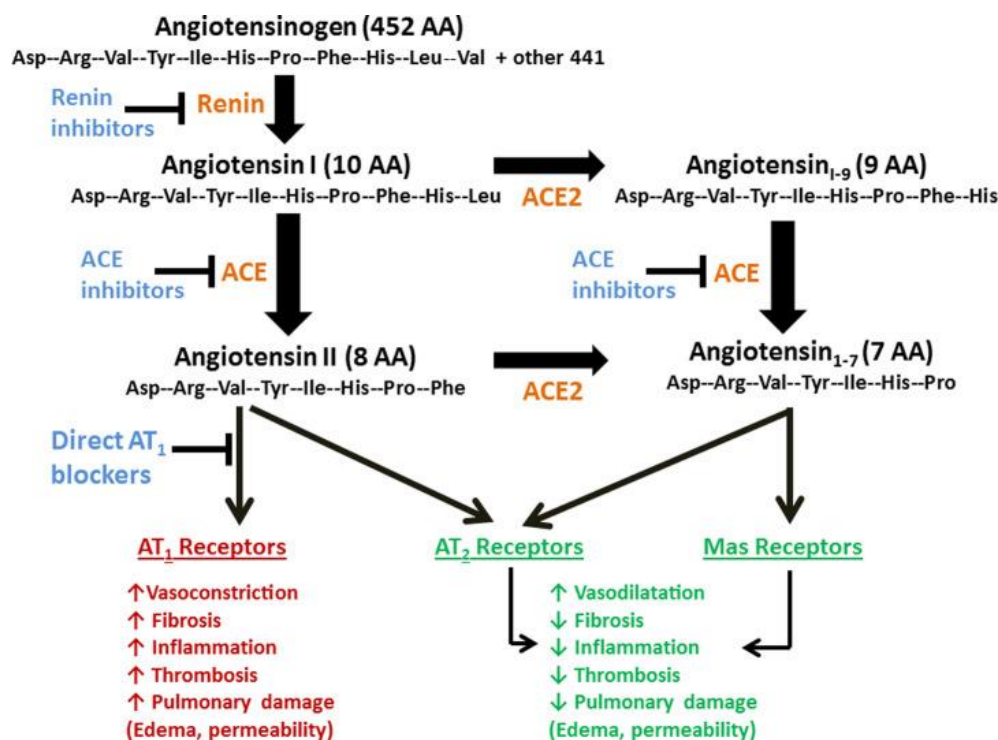 Angiotensinogen (452 AA)
Asp--Arg--Val--Tyr--Ile--His--Pro--Phe--His--Leu--Val + other 441
Renin
inhibitors
Renin
Angiotensin I (10 AA)
Asp--Arg--Val--Tyr--Ile--His--Pro--Phe--His--Leu
ACE2
Angiotensin I-9 (9 AA)
Asp--Arg--Val--Tyr--Ile--His--Pro--Phe--His
ACE
inhibitors
ACE
ACE
inhibitors
ACE
Angiotensin II (8 AA)
Asp--Arg--Val--Tyr--Ile--His--Pro--Phe
ACE2
Angiotensin 1-7 (7 AA)
Asp--Arg--Val--Tyr--Ile--His--Pro
Direct AT1
blockers
AT1 Receptors
↑Vasoconstriction
↑ Fibrosis
↑ Inflammation
↑ Thrombosis
↑ Pulmonary damage
(Edema, permeability)
AT2 Receptors
Mas Receptors
↑ Vasodilatation
↓ Fibrosis
↓ Inflammation
↓ Thrombosis
↓ Pulmonary damage
(Edema, permeability)